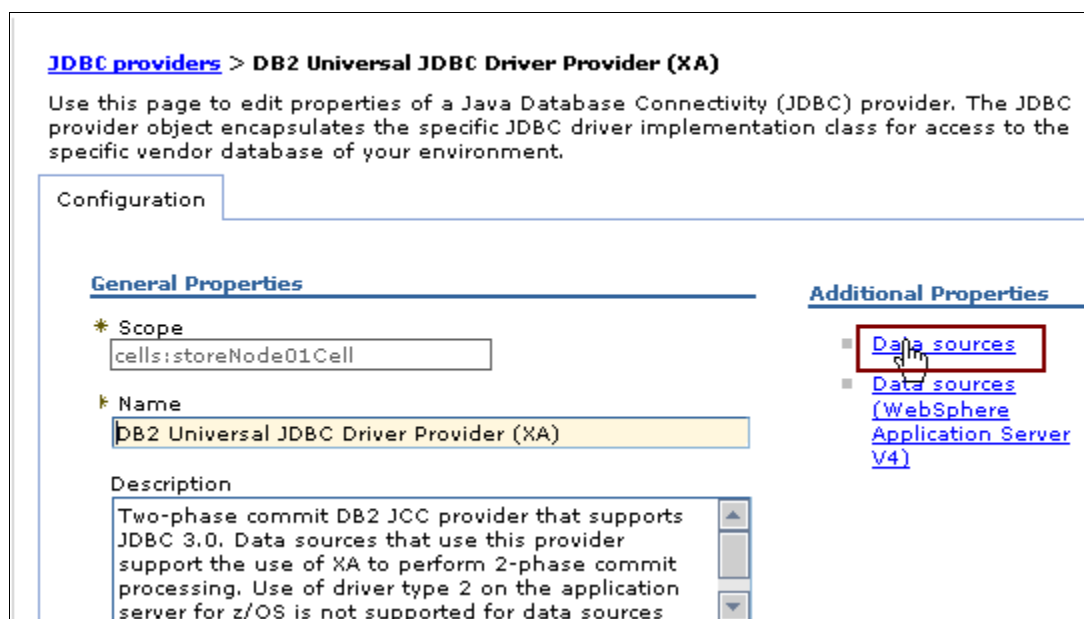 JDBC providers > DB2 Universal JDBC Driver Provider (XA)
Use this page to edit properties of a Java Database Connectivity (JDBC) provider. The JDBC
provider object encapsulates the specific JDBC driver implementation class for access to the
specific vendor database of your environment.
Configuration
General Properties
* Scope
cells:storeNode01Cell
* Name
DB2 Universal JDBC Driver Provider (XA)
Description
Two-phase commit DB2 JCC provider that supports
JDBC 3.0. Data sources that use this provider
support the use of XA to perform 2-phase commit
processing. Use of driver type 2 on the application
server for z/OS is not supported for data sources
Additional Properties
Data sources
Data sources
(WebSphere
Application Server
V4)